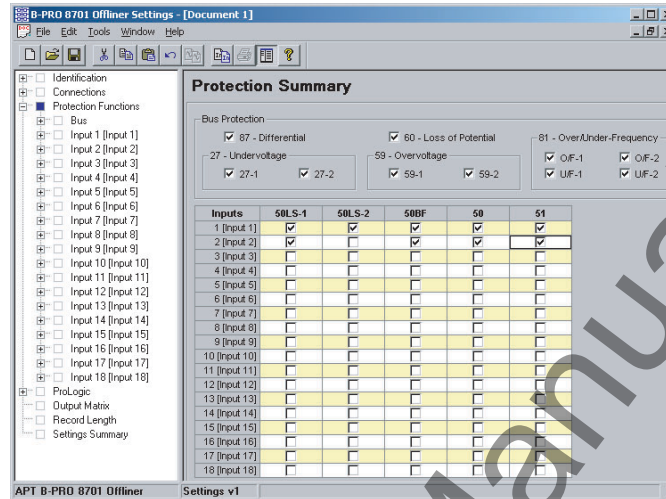 B-PRO 8701 Offliner Settings - [Document 1]
File Edit Tools Window Help
Identification
Connections
Protection Functions
Bus
Input 1 [Input 1]
Input 2 [Input 2]
Input 3 [Input 3]
Input 4 [Input 4]
Input 5 [Input 5]
Input 6 [Input 6]
Input 7 [Input 7]
Input 8 [Input 8]
Input 9 [Input 9]
Input 10 [Input 10]
Input 11 [Input 11]
Input 12 [Input 12]
Input 13 [Input 13]
Input 14 [Input 14]
Input 15 [Input 15]
Input 16 [Input 16]
Input 17 [Input 17]
Input 18 [Input 18]
ProLogic
Output Matrix
Record Length
Settings Summary
Protection Summary
Bus Protection
87 - Differential
60 - Loss of Potential
81 - Over/Under-Frequency
27 - Undervoltage
59 - Overvoltage
O/F-1 O/F-2
27-1 27-2 59-1 59-2 U/F-1 U/F-2
Inputs 50LS-1 50LS-2 50BF 50 51
1 [Input 1]
2 [Input 2]
3 [Input 3]
4 [Input 4]
5 [Input 5]
6 [Input 6]
7 [Input 7]
8 [Input 8]
9 [Input 9]
10 [Input 10]
11 [Input 11]
12 [Input 12]
13 [Input 13]
14 [Input 14]
15 [Input 15]
16 [Input 16]
17 [Input 17]
18 [Input 18]
APT B-PRO 8701 Offliner Settings v1
Manua